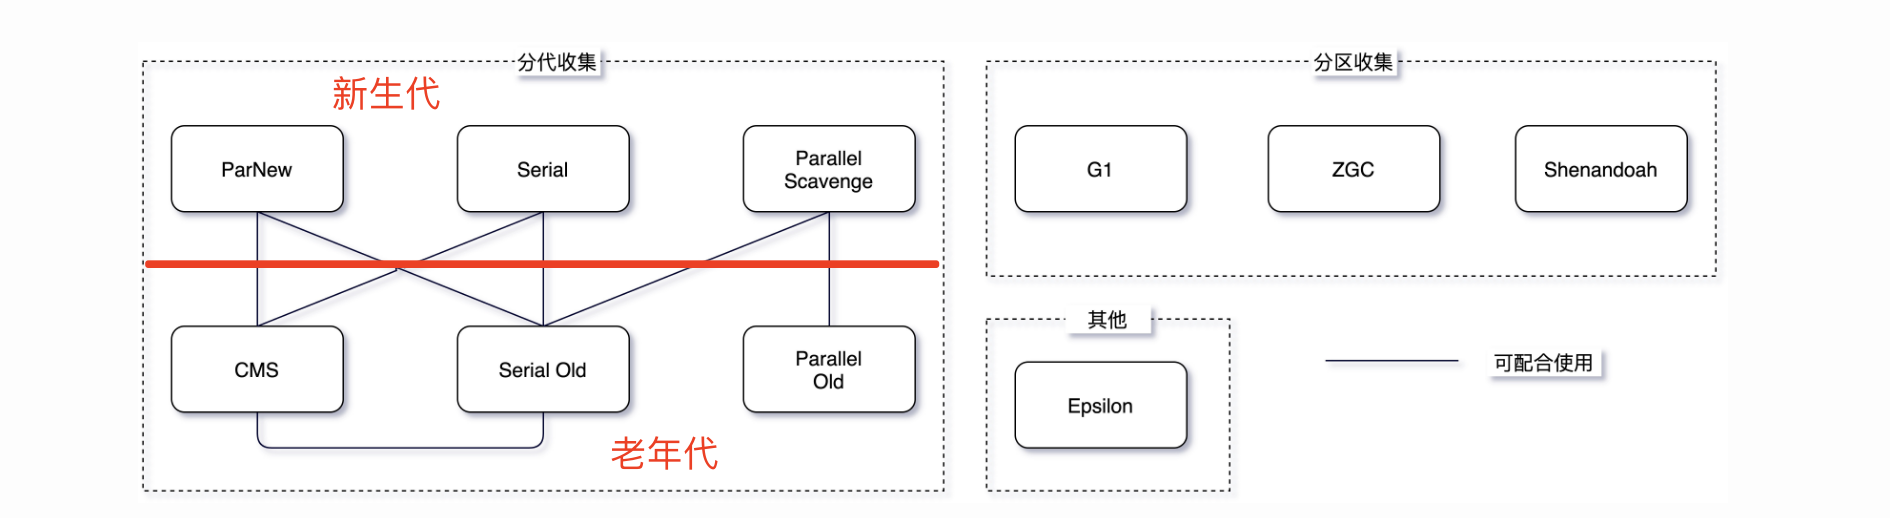 分代收集
新生代
ParNew
Serial
Parallel
Scavenge
CMS
Serial Old
Parallel
Old
老年代
分区收集
G1
ZGC
Shenandoah
其他
Epsilon
可配合使用